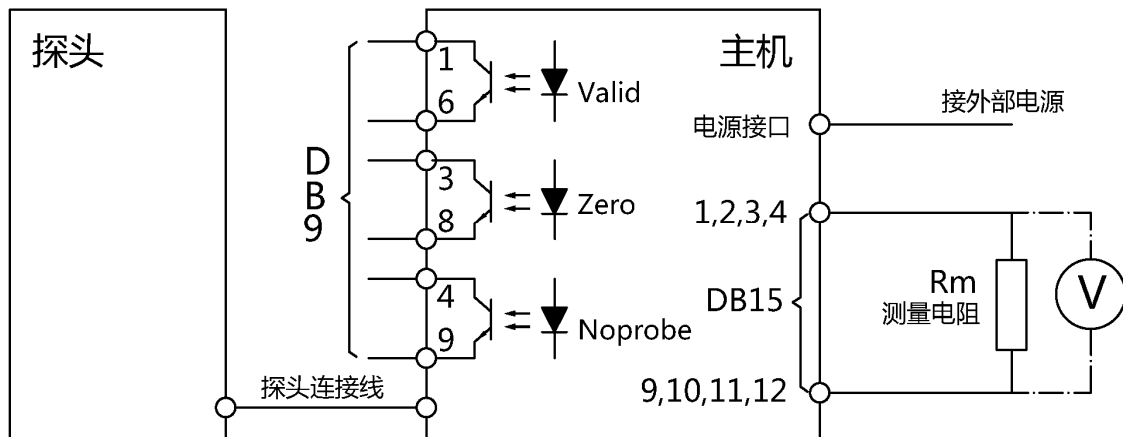 探头
主机
1
6
Valid
接外部电源
电源接口
D
B
9
3
8
Zero
1,2,3,4
4
9
Noprobe
DB15
Rm
测量电阻
V
探头连接线
9,10,11,12